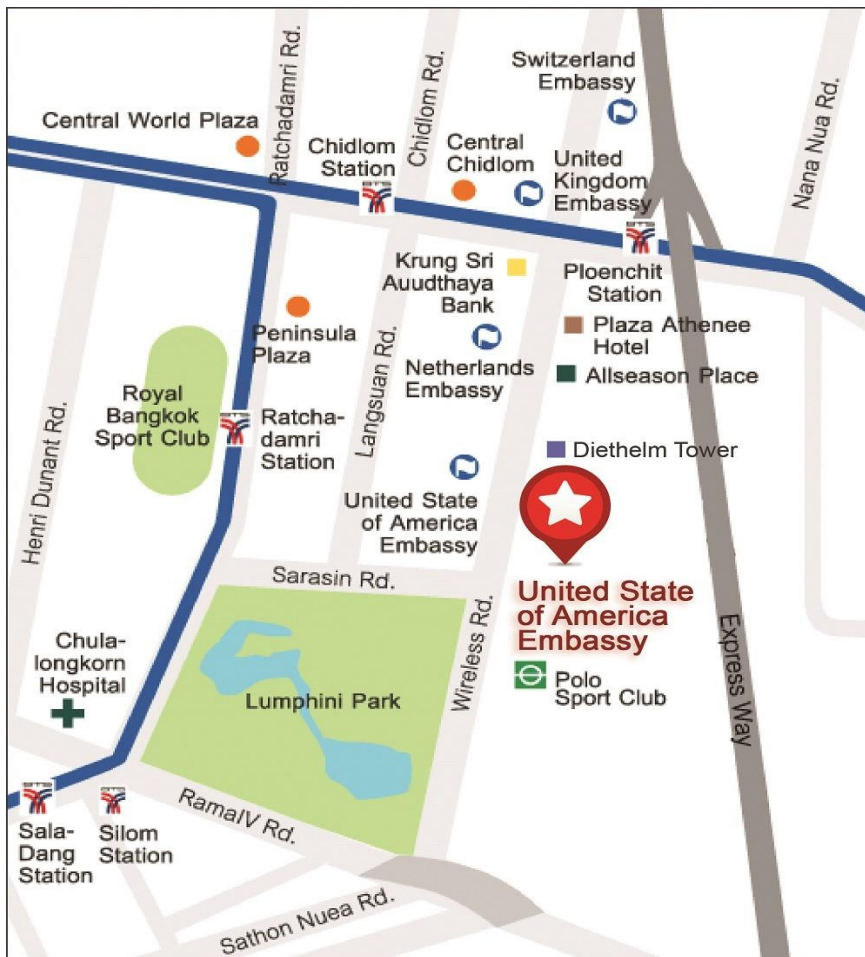 Switzerland
Embassy
Ratchadamri Rd.
Chidlom Rd.
Nana Nua Rd.
Central World Plaza
Chidlom
Station
Central
Chidlom
United
Kingdom
Embassy
Krung Sri
Auudthaya
Bank
Ploenchit
Station
Peninsula
Plaza
Langsuan Rd.
Netherlands
Embassy
Plaza Athenee
Hotel
Allseason Place
Henri Dunant Rd.
Royal
Bangkok
Sport Club
Ratcha-
damri
Station
Diethelm Tower
United State
of America
Embassy
Sarasin Rd.
Wireless Rd.
United State
of America
Embassy
Express Way
Chula-
longkorn
Hospital
Lumphini Park
Polo
Sport Club
Sala-
Dang
Station
Silom
Station
RamaIV Rd.
Sathon Nuea Rd.